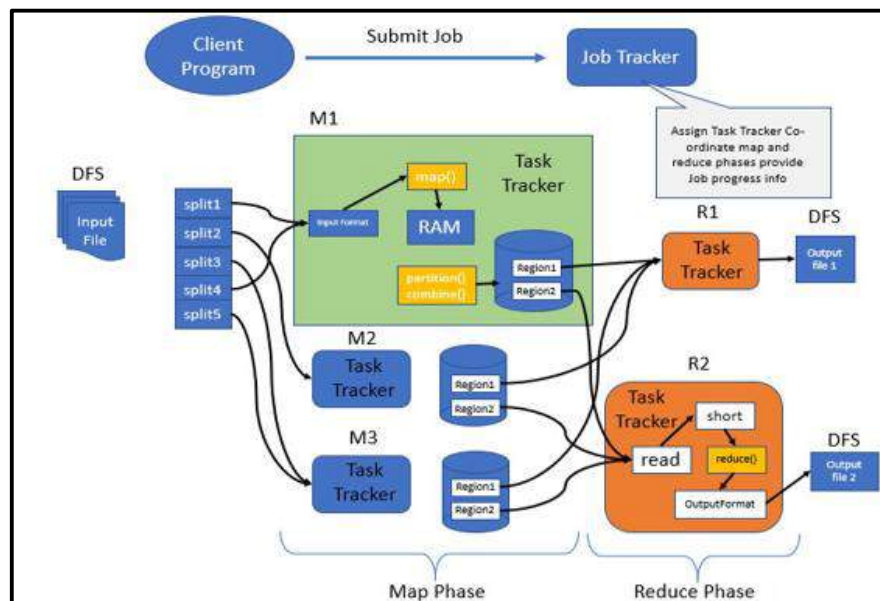 Client
Program
Submit Job
Job Tracker
Assign Task Tracker Co-
ordinate map and
reduce phases provide
Job progress info
M1
Task
Tracker
map()
Input Format
RAM
partition()
combine()
Region1
Region2
DFS
Input
File
split1
split2
split3
split4
split5
M2
Task
Tracker
Region1
Region2
M3
Task
Tracker
Region1
Region2
R1
Task
Tracker
DFS
Output
file 1
R2
Task
Tracker
short
read
reduce()
OutputFormat
DFS
Output
file 2
Map Phase
Reduce Phase